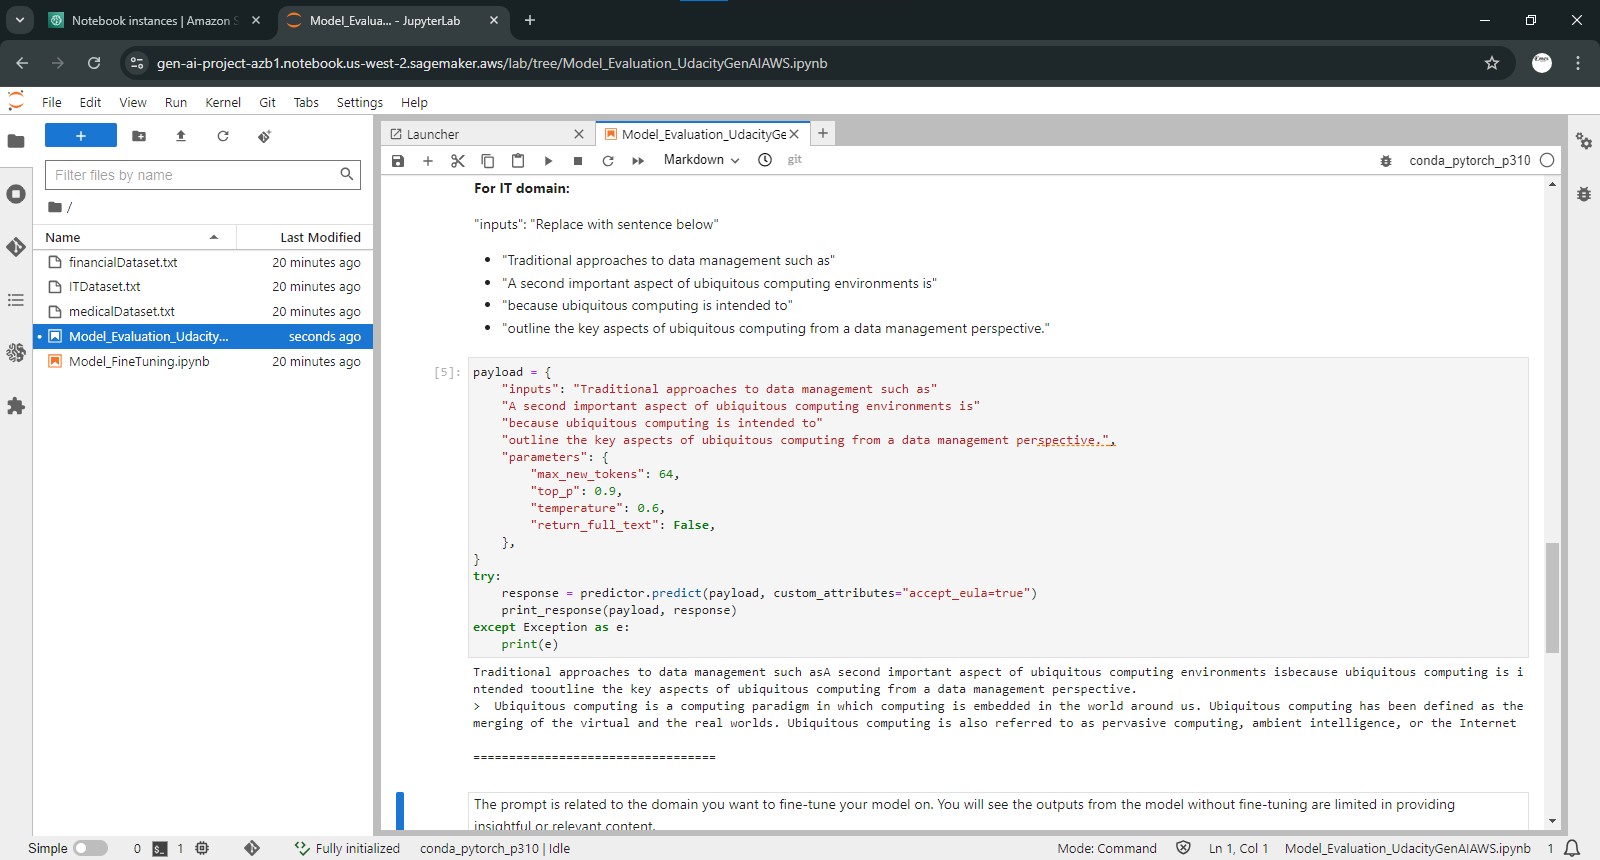 Notebook instances | Amazon S
Model_Evalua... - JupyterLab
gen-ai-project-azb1.notebook.us-west-2.sagemaker.aws/lab/tree/Model_Evaluation_UdacityGenAIAWS.ipynb
File Edit View Run Kernel Git Tabs Settings Help
Filter files by name
/
Name Last Modified
financialDataset.txt 20 minutes ago
ITDataset.txt 20 minutes ago
medicalDataset.txt 20 minutes ago
Model_Evaluation_Udacity... seconds ago
Model_FineTuning.ipynb 20 minutes ago
Launcher
Model_Evaluation_UdacityGe
Markdown git conda_pytorch_p310
For IT domain:
"inputs": "Replace with sentence below"
• "Traditional approaches to data management such as"
• "A second important aspect of ubiquitous computing environments is"
• "because ubiquitous computing is intended to"
• "outline the key aspects of ubiquitous computing from a data management perspective."
[5]: payload = {
"inputs": "Traditional approaches to data management such as"
"A second important aspect of ubiquitous computing environments is"
"because ubiquitous computing is intended to"
"outline the key aspects of ubiquitous computing from a data management perspective.",
"parameters": {
"max_new_tokens": 64,
"top_p": 0.9,
"temperature": 0.6,
"return_full_text": False,
},
}
try:
response = predictor.predict(payload, custom_attributes="accept_eula=true")
print_response(payload, response)
except Exception as e:
print(e)
Traditional approaches to data management such asA second important aspect of ubiquitous computing environments isbecause ubiquitous computing is i
ntended tooutline the key aspects of ubiquitous computing from a data management perspective.
> Ubiquitous computing is a computing paradigm in which computing is embedded in the world around us. Ubiquitous computing has been defined as the
merging of the virtual and the real worlds. Ubiquitous computing is also referred to as pervasive computing, ambient intelligence, or the Internet
==================================
The prompt is related to the domain you want to fine-tune your model on. You will see the outputs from the model without fine-tuning are limited in providing
insightful or relevant content.
Simple 0 1 Fully initialized conda_pytorch_p310 | Idle Mode: Command Ln 1, Col 1 Model_Evaluation_UdacityGenAIAWS.ipynb 1